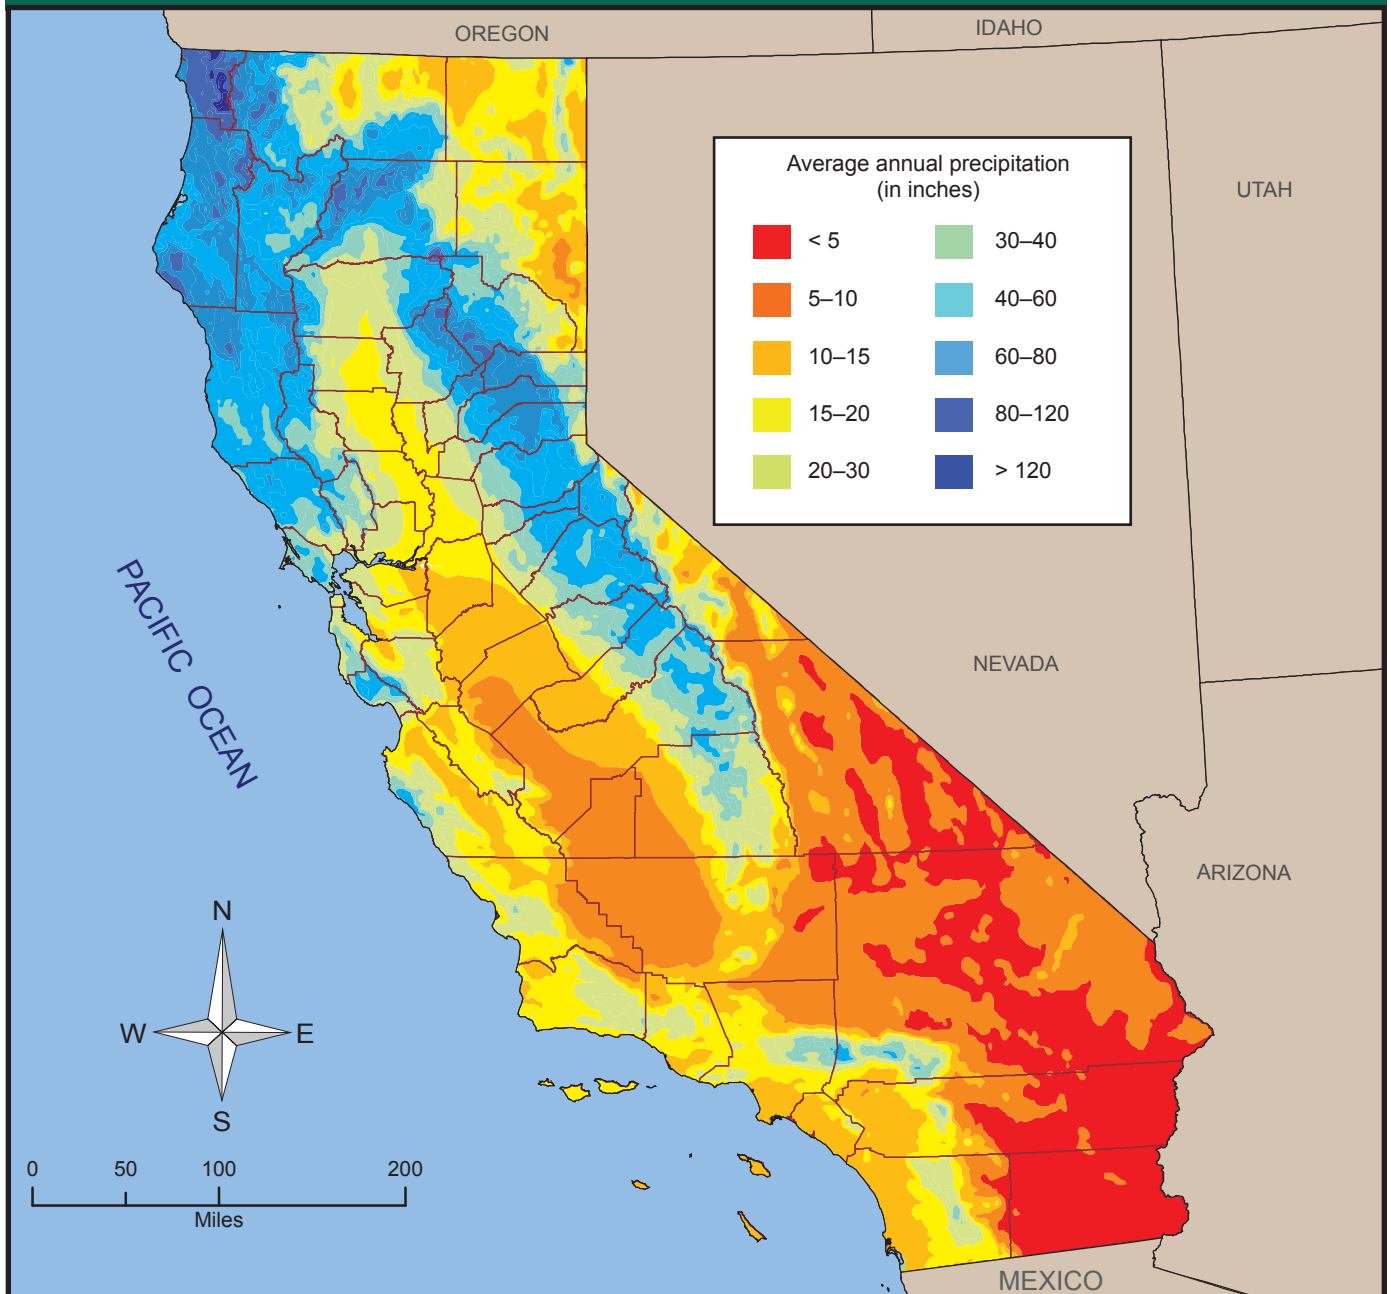 OREGON
IDAHO
UTAH
Average annual precipitation
(in inches)
< 5
5–10
10–15
15–20
20–30
30–40
40–60
60–80
80–120
> 120
PACIFIC OCEAN
NEVADA
ARIZONA
N
W
E
S
0 50 100 200
Miles
MEXICO